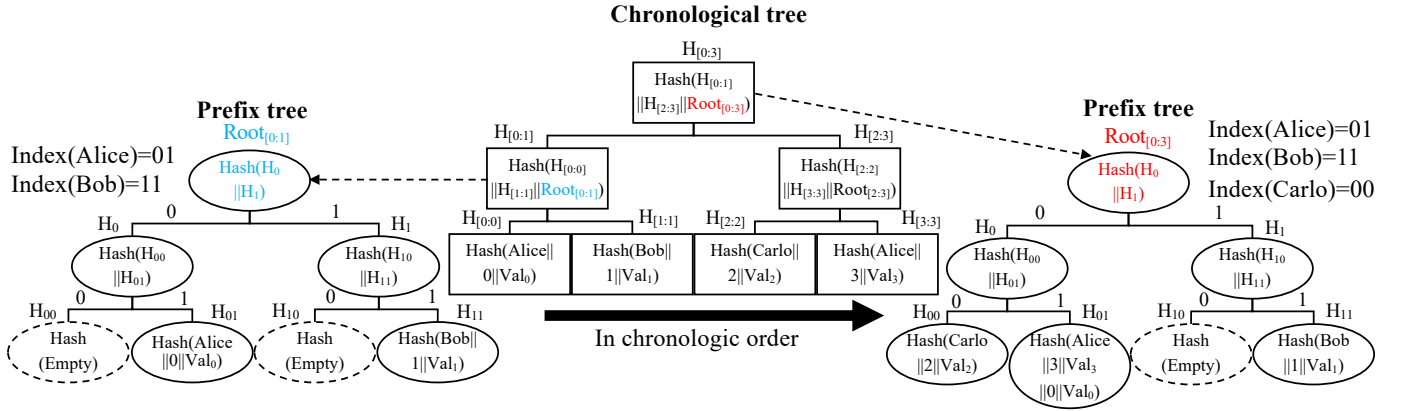 Chronological tree
H[0:3]
Hash(H[0:1]
||H[2:3]||Root[0:3])
Prefix tree
Root[0:1]
Index(Alice)=01
Index(Bob)=11
Hash(H0
||H1)
0
1
H0
Hash(H00
||H01)
H1
Hash(H10
||H11)
0
1
0
1
H00
Hash
(Empty)
H01
Hash(Alice
||0||Val0)
H10
Hash
(Empty)
H11
Hash(Bob||
1||Val1)
H[0:1]
Hash(H[0:0]
||H[1:1]||Root[0:1])
H[2:3]
Hash(H[2:2]
||H[3:3]||Root[2:3])
H[0:0]
Hash(Alice||
0||Val0)
H[1:1]
Hash(Bob||
1||Val1)
H[2:2]
Hash(Carlo||
2||Val2)
H[3:3]
Hash(Alice||
3||Val3)
In chronologic order
Prefix tree
Root[0:3]
Index(Alice)=01
Index(Bob)=11
Index(Carlo)=00
Hash(H0
||H1)
0
1
H0
Hash(H00
||H01)
H1
Hash(H10
||H11)
0
1
0
1
H00
Hash(Carlo
||2||Val2)
H01
Hash(Alice
||3||Val3
||0||Val0)
H10
Hash
(Empty)
H11
Hash(Bob
||1||Val1)